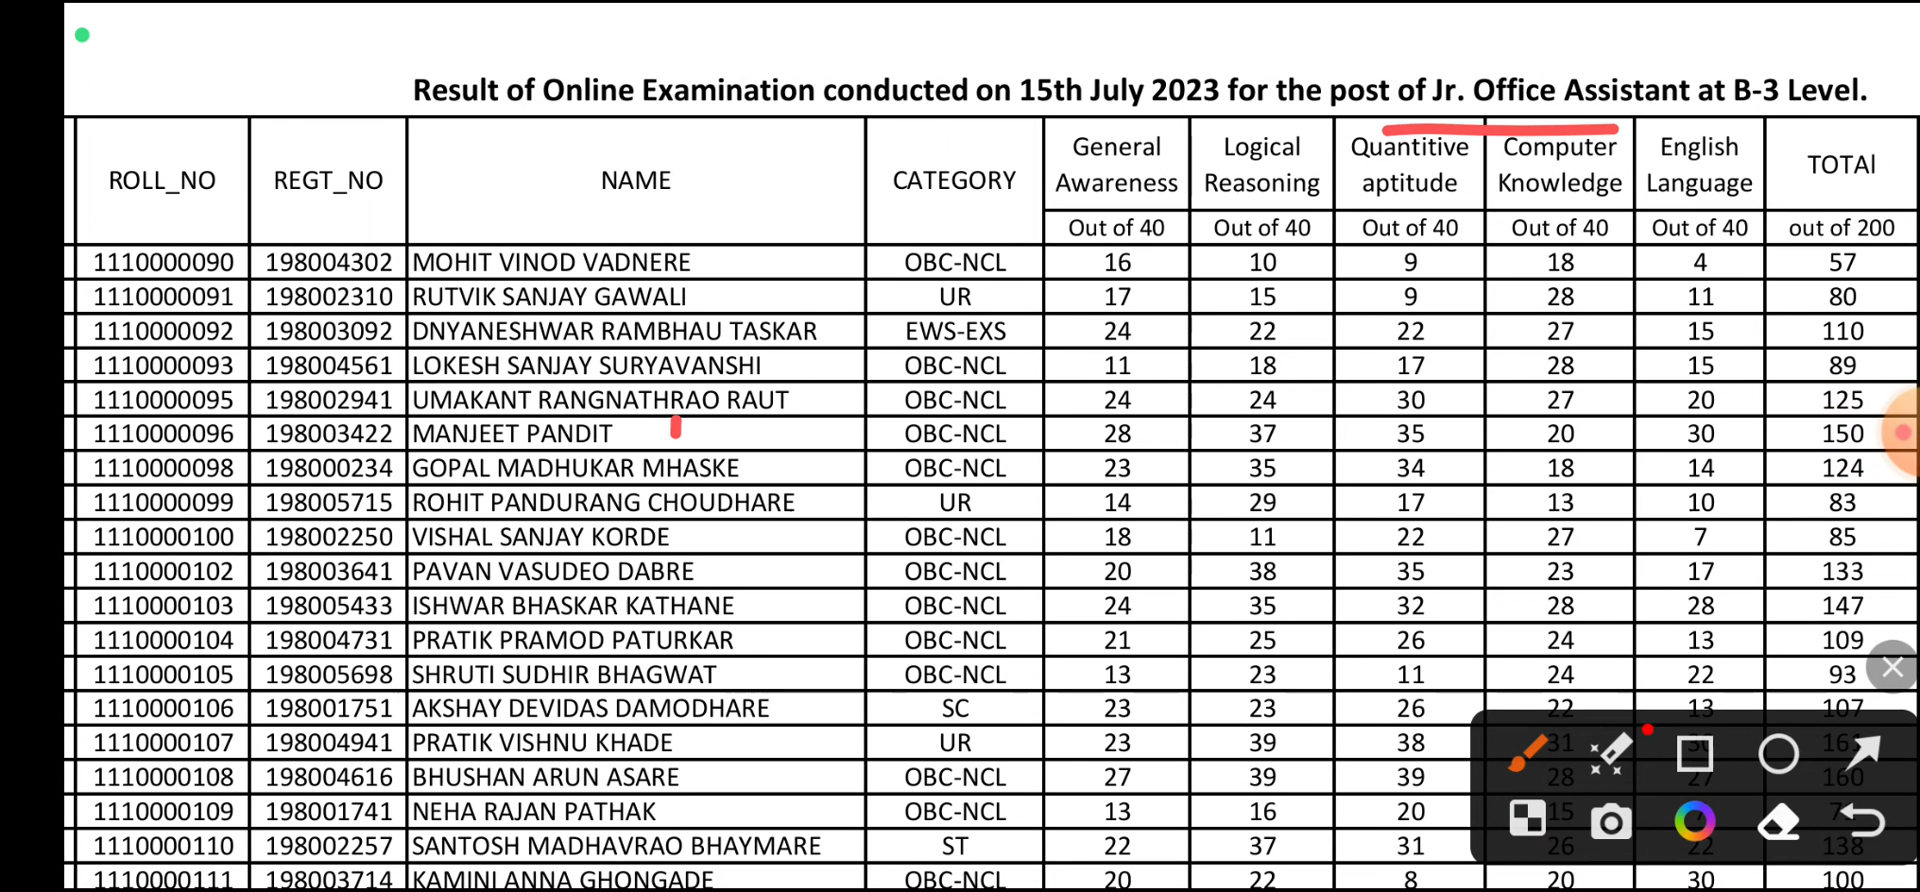 Result of Online Examination conducted on 15th July 2023 for the post of Jr. Office Assistant at B-3 Level.
ROLL_NO REGT_NO NAME CATEGORY General Awareness Logical Reasoning Quantitive aptitude Computer Knowledge English Language TOTAl
Out of 40 Out of 40 Out of 40 Out of 40 Out of 40 out of 200
1110000090 198004302 MOHIT VINOD VADNERE OBC-NCL 16 10 9 18 4 57
1110000091 198002310 RUTVIK SANJAY GAWALI UR 17 15 9 28 11 80
1110000092 198003092 DNYANESHWAR RAMBHAU TASKAR EWS-EXS 24 22 22 27 15 110
1110000093 198004561 LOKESH SANJAY SURYAVANSHI OBC-NCL 11 18 17 28 15 89
1110000095 198002941 UMAKANT RANGNATHRAO RAUT OBC-NCL 24 24 30 27 20 125
1110000096 198003422 MANJEET PANDIT OBC-NCL 28 37 35 20 30 150
1110000098 198000234 GOPAL MADHUKAR MHASKE OBC-NCL 23 35 34 18 14 124
1110000099 198005715 ROHIT PANDURANG CHOUDHARE UR 14 29 17 13 10 83
1110000100 198002250 VISHAL SANJAY KORDE OBC-NCL 18 11 22 27 7 85
1110000102 198003641 PAVAN VASUDEO DABRE OBC-NCL 20 38 35 23 17 133
1110000103 198005433 ISHWAR BHASKAR KATHANE OBC-NCL 24 35 32 28 28 147
1110000104 198004731 PRATIK PRAMOD PATURKAR OBC-NCL 21 25 26 24 13 109
1110000105 198005698 SHRUTI SUDHIR BHAGWAT OBC-NCL 13 23 11 24 22 93
1110000106 198001751 AKSHAY DEVIDAS DAMODHARE SC 23 23 26 22 13 107
1110000107 198004941 PRATIK VISHNU KHADE UR 23 39 38 31 30 161
1110000108 198004616 BHUSHAN ARUN ASARE OBC-NCL 27 39 39 28 27 160
1110000109 198001741 NEHA RAJAN PATHAK OBC-NCL 13 16 20 15
1110000110 198002257 SANTOSH MADHAVRAO BHAYMARE ST 22 37 31 26 22 138
1110000111 198003714 KAMINI ANNA GHONGADE OBC-NCL 20 22 8 20 30 100